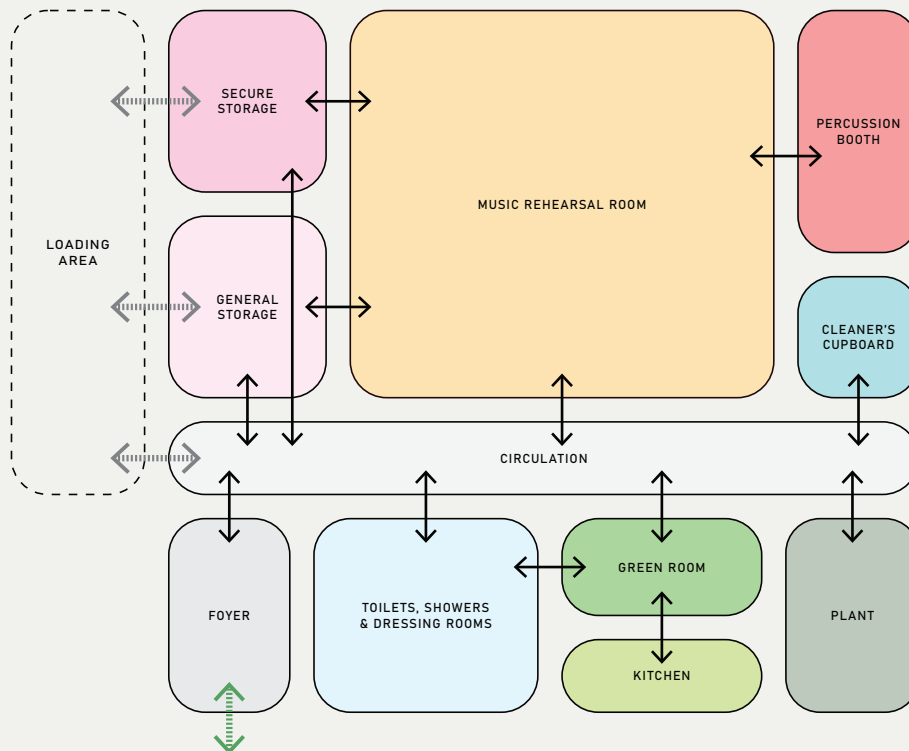 SECURE
STORAGE
PERCUSSION
BOOTH
MUSIC REHEARSAL ROOM
LOADING
AREA
GENERAL
STORAGE
CLEANER'S
CUPBOARD
CIRCULATION
FOYER
TOILETS, SHOWERS
& DRESSING ROOMS
GREEN ROOM
KITCHEN
PLANT